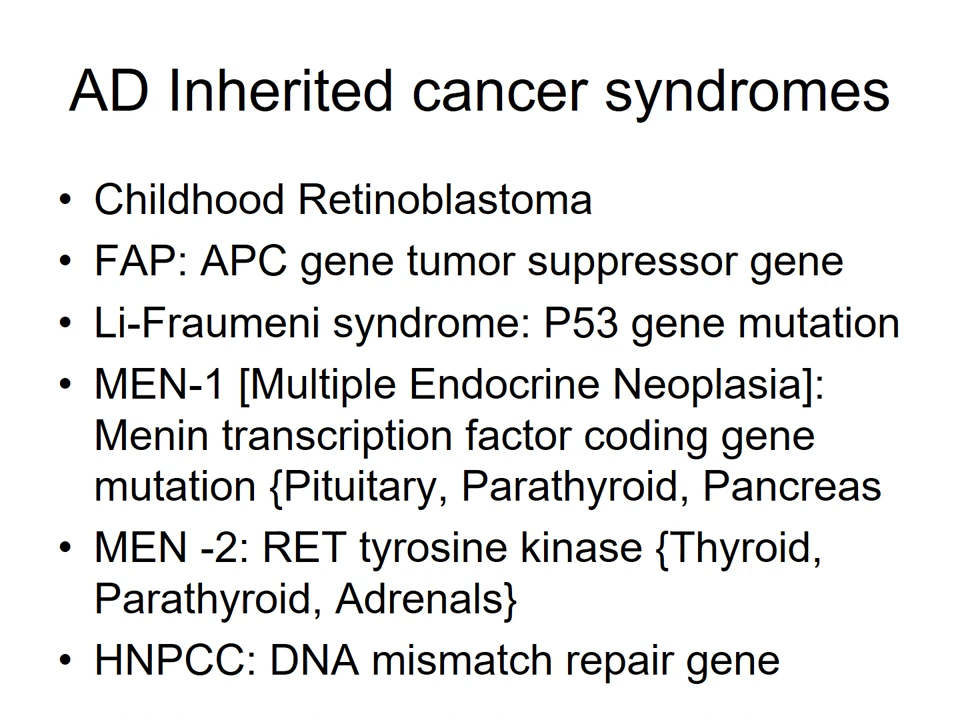 AD Inherited cancer syndromes
• Childhood Retinoblastoma
• FAP: APC gene tumor suppressor gene
• Li-Fraumeni syndrome: P53 gene mutation
• MEN-1 [Multiple Endocrine Neoplasia]:
Menin transcription factor coding gene
mutation {Pituitary, Parathyroid, Pancreas
• MEN -2: RET tyrosine kinase {Thyroid,
Parathyroid, Adrenals}
• HNPCC: DNA mismatch repair gene